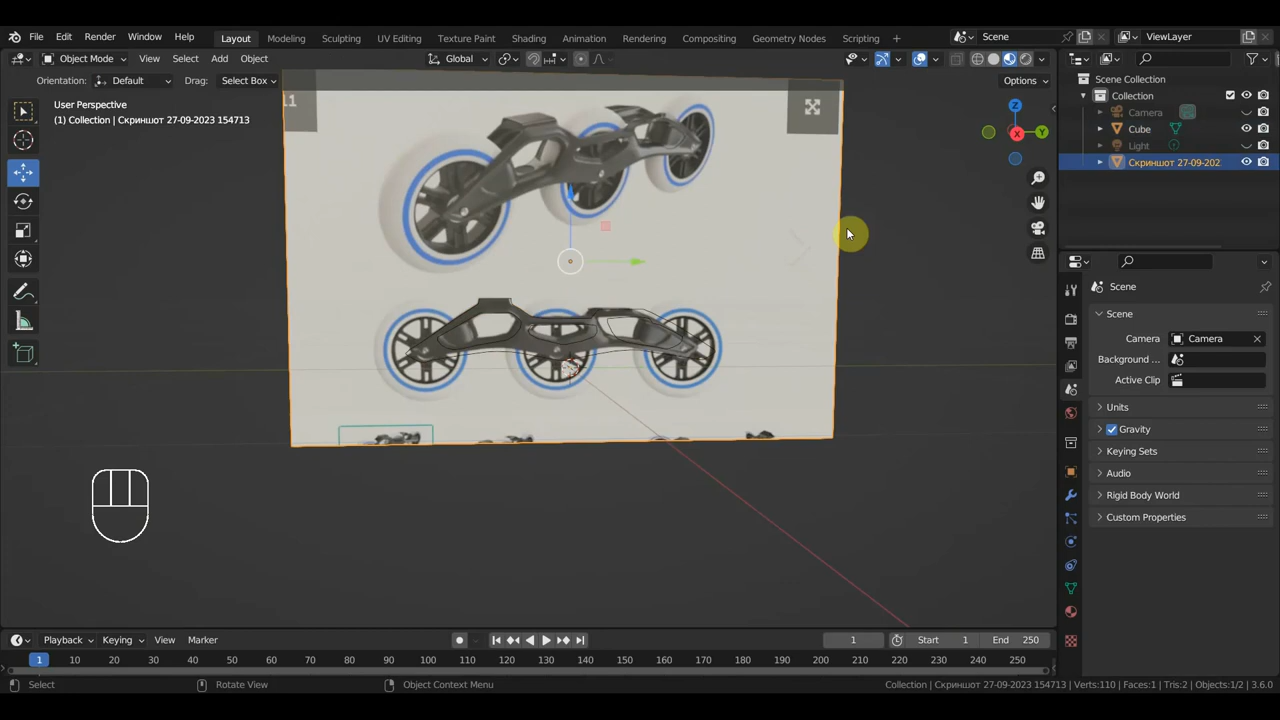 File Edit Render Window Help Layout Modeling Sculpting UV Editing Texture Paint Shading Animation Rendering Compositing Geometry Nodes Scripting Scene ViewLayer
Object Mode View Select Add Object Global
Orientation: Default Drag: Select Box Options
User Perspective
(1) Collection | Скриншот 27-09-2023 154713
11
Z
X
Y
Scene Collection
Collection
Camera
Cube
Light
Скриншот 27-09-202
Scene
Scene
Camera Camera
Background ...
Active Clip
Units
Gravity
Keying Sets
Audio
Rigid Body World
Custom Properties
Playback Keying View Marker 1 Start 1 End 250
1 10 20 30 40 50 60 70 80 90 100 110 120 130 140 150 160 170 180 190 200 210 220 230 240 250
Select Rotate View Object Context Menu Collection | Скриншот 27-09-2023 154713 | Verts:110 | Faces:1 | Tris:2 | Objects:1/2 | 3.6.0